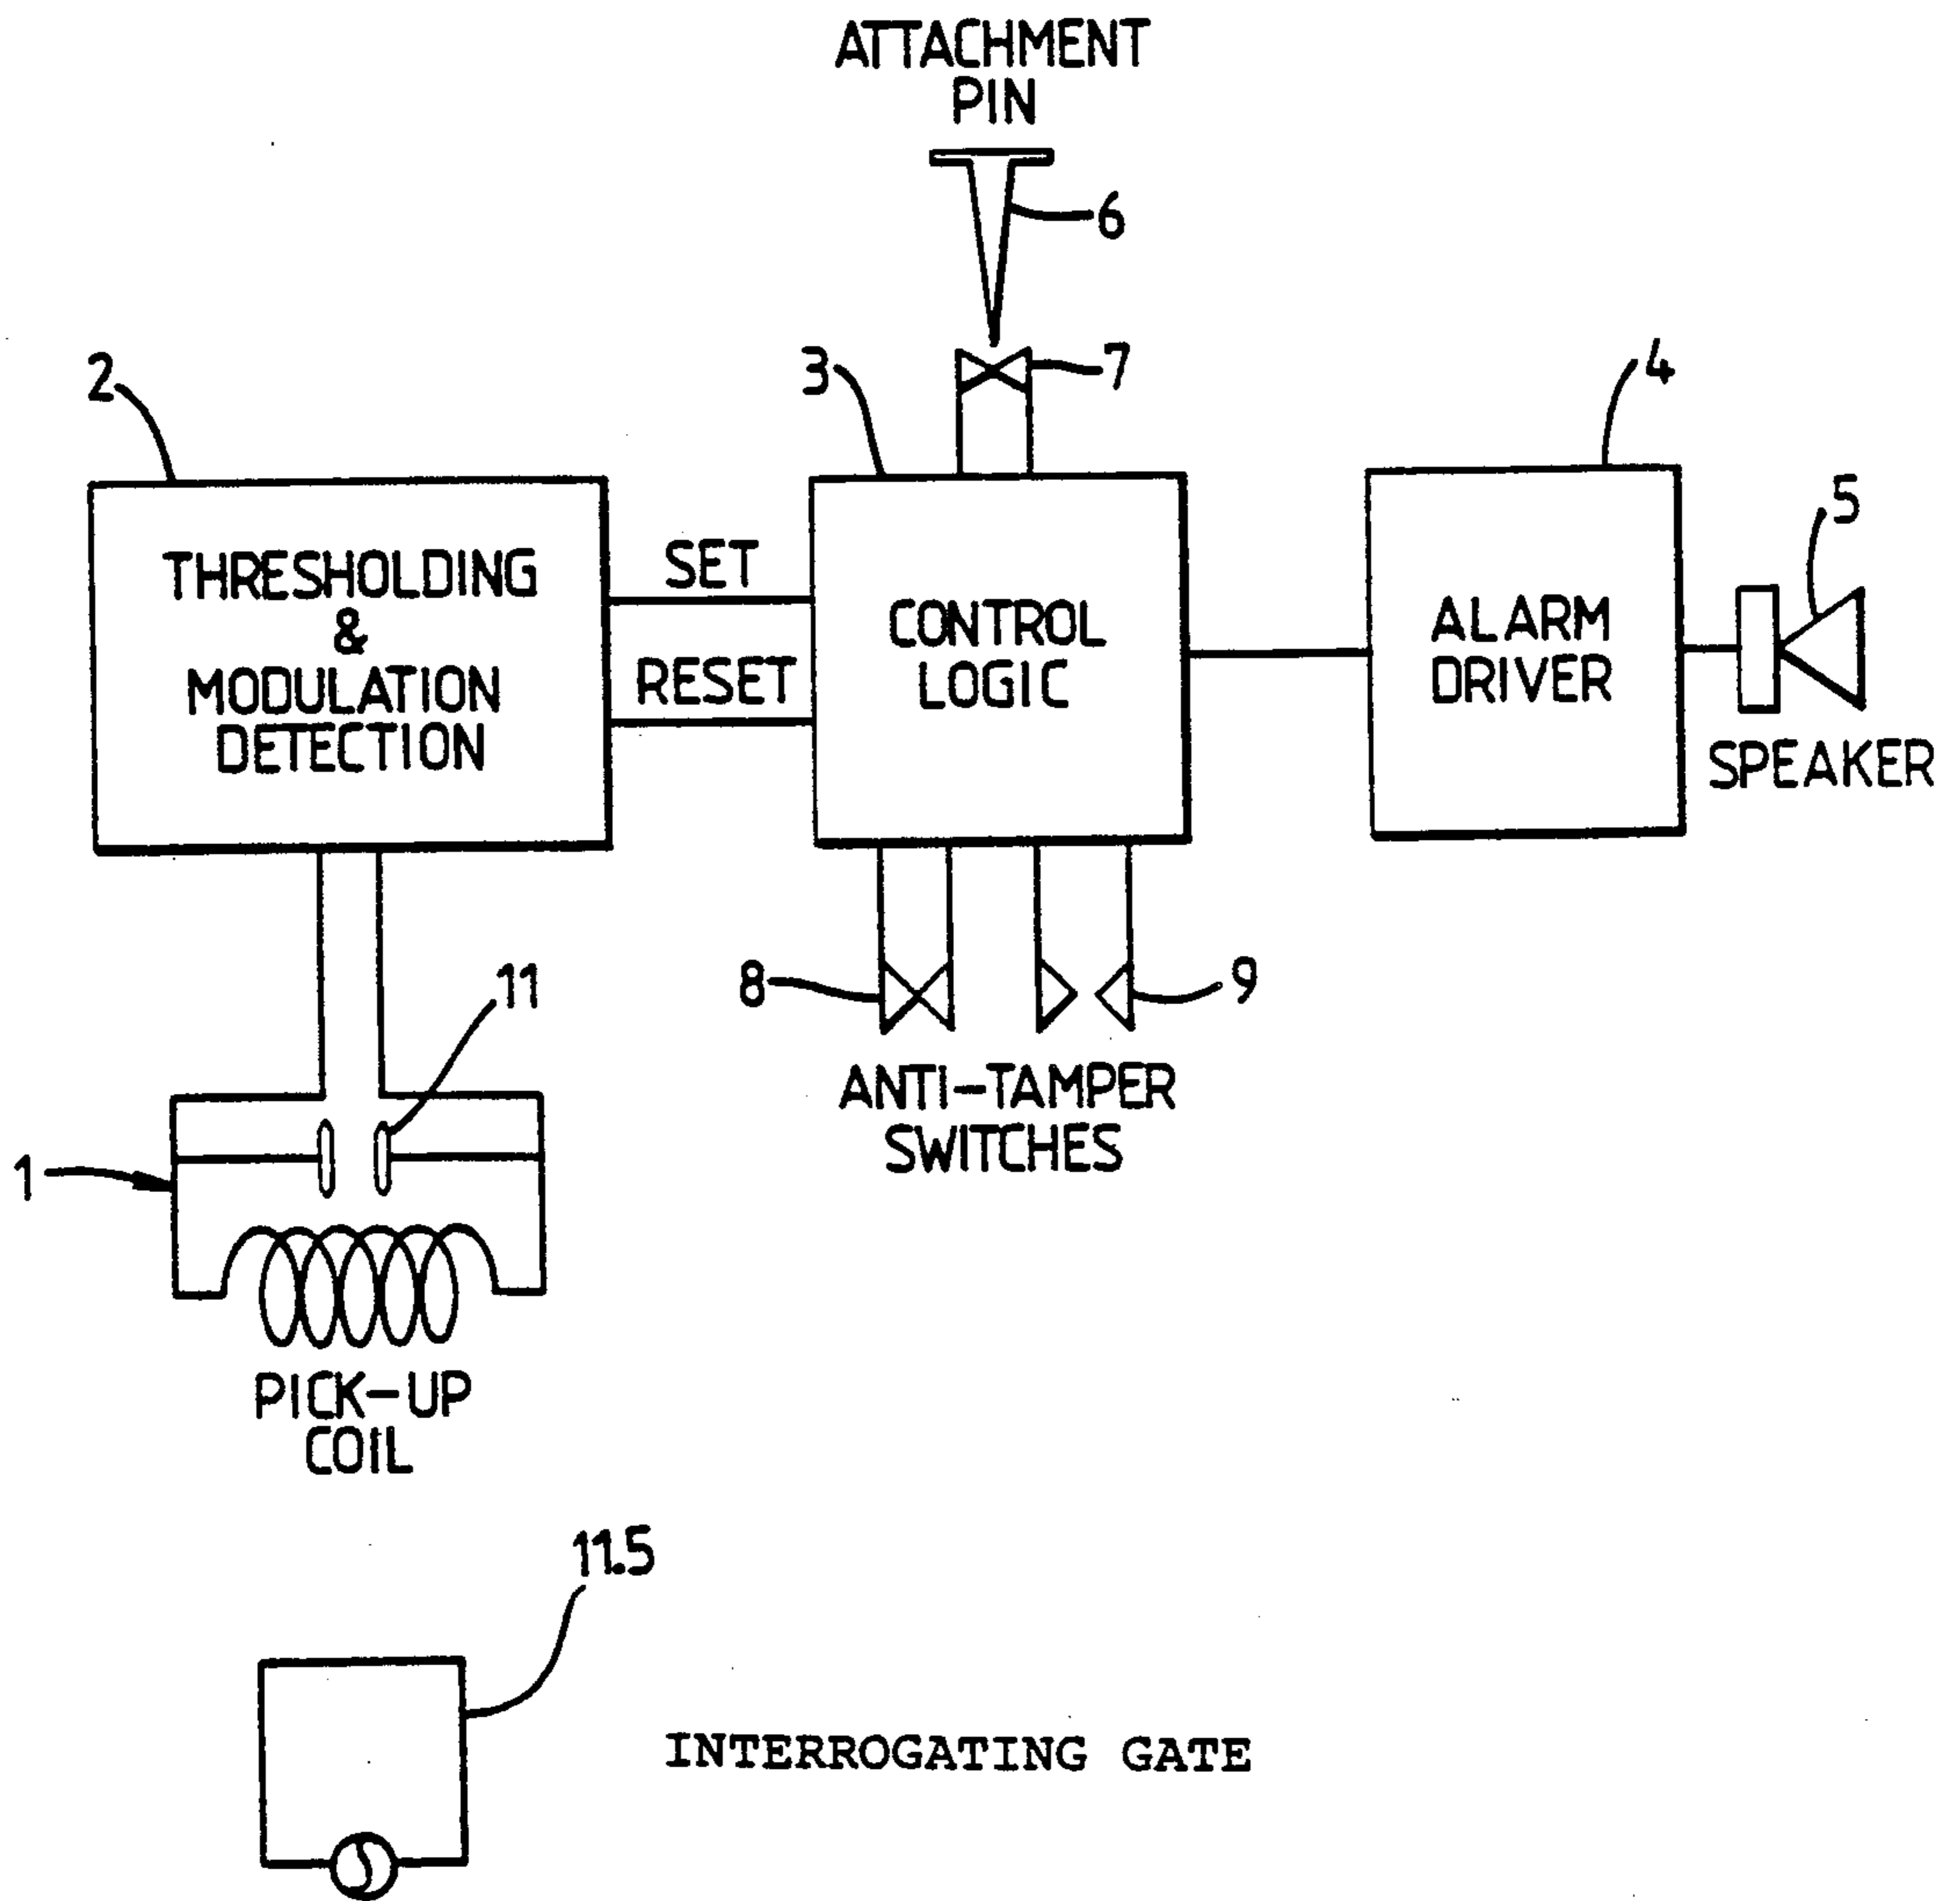 ATTACHMENT
PIN
6
7
2
3
4
5
THRESHOLDING
&
MODULATION
DETECTION
SET
RESET
CONTROL
LOGIC
ALARM
DRIVER
SPEAKER
8
9
11
ANTI-TAMPER
SWITCHES
1
PICK-UP
COIL
11.5
INTERROGATING GATE